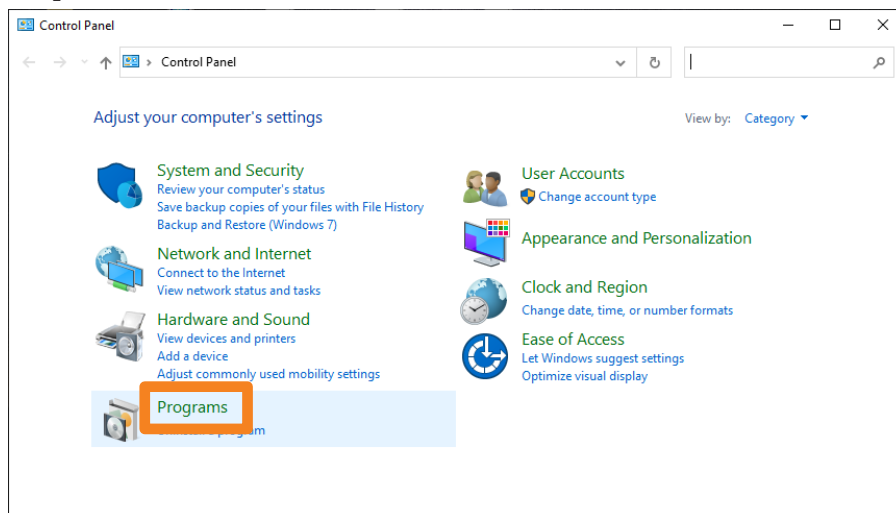 Control Panel
Control Panel
Adjust your computer's settings
View by: Category
System and Security
Review your computer's status
Save backup copies of your files with File History
Backup and Restore (Windows 7)
Network and Internet
Connect to the Internet
View network status and tasks
Hardware and Sound
View devices and printers
Add a device
Adjust commonly used mobility settings
Programs
User Accounts
Change account type
Appearance and Personalization
Clock and Region
Change date, time, or number formats
Ease of Access
Let Windows suggest settings
Optimize visual display